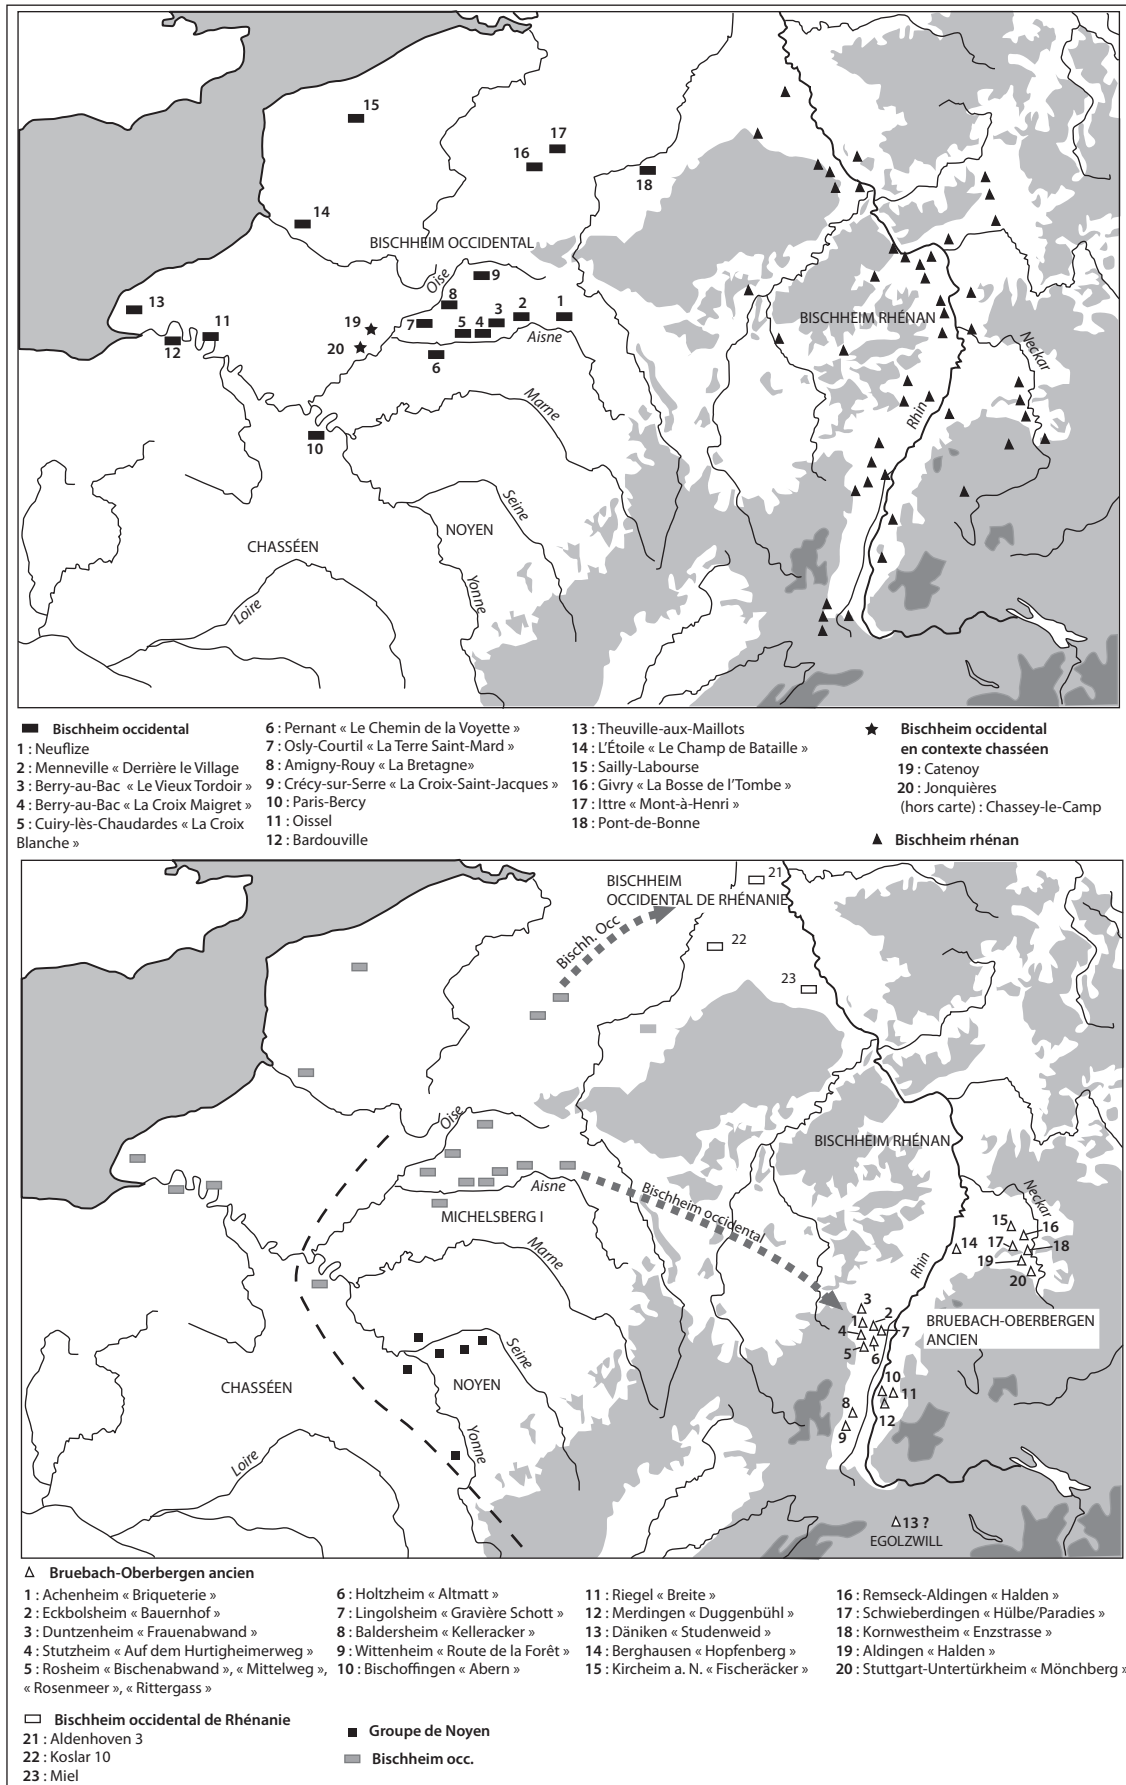 15
17
16
18
14
BISCHHEIM OCCIDENTAL
Oise
9
13
8
2
1
11
19
7
5
4
3
12
20
Aisne
6
BISCHHEIM RHÉNAN
Neckar
Marne
Rhin
10
Seine
CHASSÉEN
NOYEN
Yonne
Loire
Bischheim occidental
1 : Neuflize
2 : Menneville « Derrière le Village
3 : Berry-au-Bac « Le Vieux Tordoir »
4 : Berry-au-Bac « La Croix Maigret »
5 : Cuiry-lès-Chaudardes « La Croix
Blanche »
6 : Pernant « Le Chemin de la Voyette »
7 : Osly-Courtil « La Terre Saint-Mard »
8 : Amigny-Rouy « La Bretagne»
9 : Crécy-sur-Serre « La Croix-Saint-Jacques »
10 : Paris-Bercy
11 : Oissel
12 : Bardouville
13 : Theuville-aux-Maillots
14 : L’Étoile « Le Champ de Bataille »
15 : Sailly-Labourse
16 : Givry « La Bosse de l’Tombe »
17 : Ittre « Mont-à-Henri »
18 : Pont-de-Bonne
Bischheim occidental
en contexte chasséen
19 : Catenoy
20 : Jonquières
(hors carte) : Chassey-le-Camp
Bischheim rhénan
BISCHHEIM
OCCIDENTAL DE RHÉNANIE
21
Bischh. Occ
22
23
Oise
BISCHHEIM RHÉNAN
Aisne
Bischheim occidental
MICHELSBERG I
Neckar
15
16
14
17
18
19
20
Marne
Rhin
3
1
2
4
7
5
6
BRUEBACH-OBERBERGEN
ANCIEN
Seine
CHASSÉEN
NOYEN
10
11
8
12
9
Yonne
Loire
13 ?
EGOLZWILL
Bruebach-Oberbergen ancien
1 : Achenheim « Briqueterie »
2 : Eckbolsheim « Bauernhof »
3 : Duntzenheim « Frauenabwand »
4 : Stutzheim « Auf dem Hurtigheimerweg »
5 : Rosheim « Bischenabwand », « Mittelweg »,
« Rosenmeer », « Rittergass »
6 : Holtzheim « Altmatt »
7 : Lingolsheim « Gravière Schott »
8 : Baldersheim « Kelleracker »
9 : Wittenheim « Route de la Forêt »
10 : Bischoffingen « Abern »
11 : Riegel « Breite »
12 : Merdingen « Duggenbühl »
13 : Däniken « Studenweid »
14 : Berghausen « Hopfenberg »
15 : Kircheim a. N. « Fischeräcker »
16 : Remseck-Aldingen « Halden »
17 : Schwieberdingen « Hülbe/Paradies »
18 : Kornwestheim « Enzstrasse »
19 : Aldingen « Halden »
20 : Stuttgart-Untertürkheim « Mönchberg »
Bischheim occidental de Rhénanie
21 : Aldenhoven 3
22 : Koslar 10
23 : Miel
Groupe de Noyen
Bischheim occ.